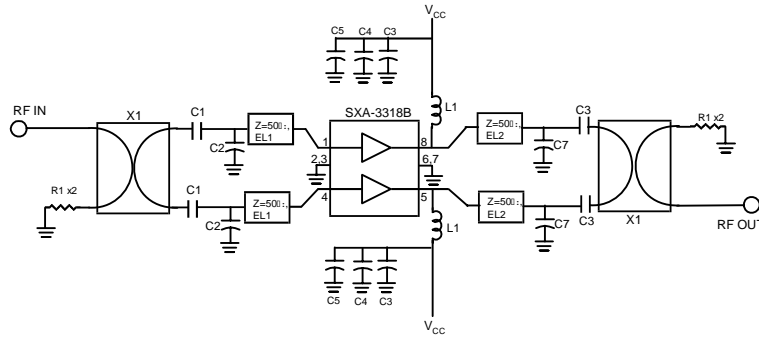 V CC
C5 C4 C3
RF IN
X1
C1
Z=50▯:,
EL1
SXA-3318B
L1
Z=50▯:,
EL2
C3
R1 x2
C2
1
8
C7
2,3
6,7
R1 x2
C1
Z=50▯:,
EL1
4
5
Z=50▯:,
EL2
C3
X1
C2
L1
C7
RF OUT
C5 C4 C3
V CC